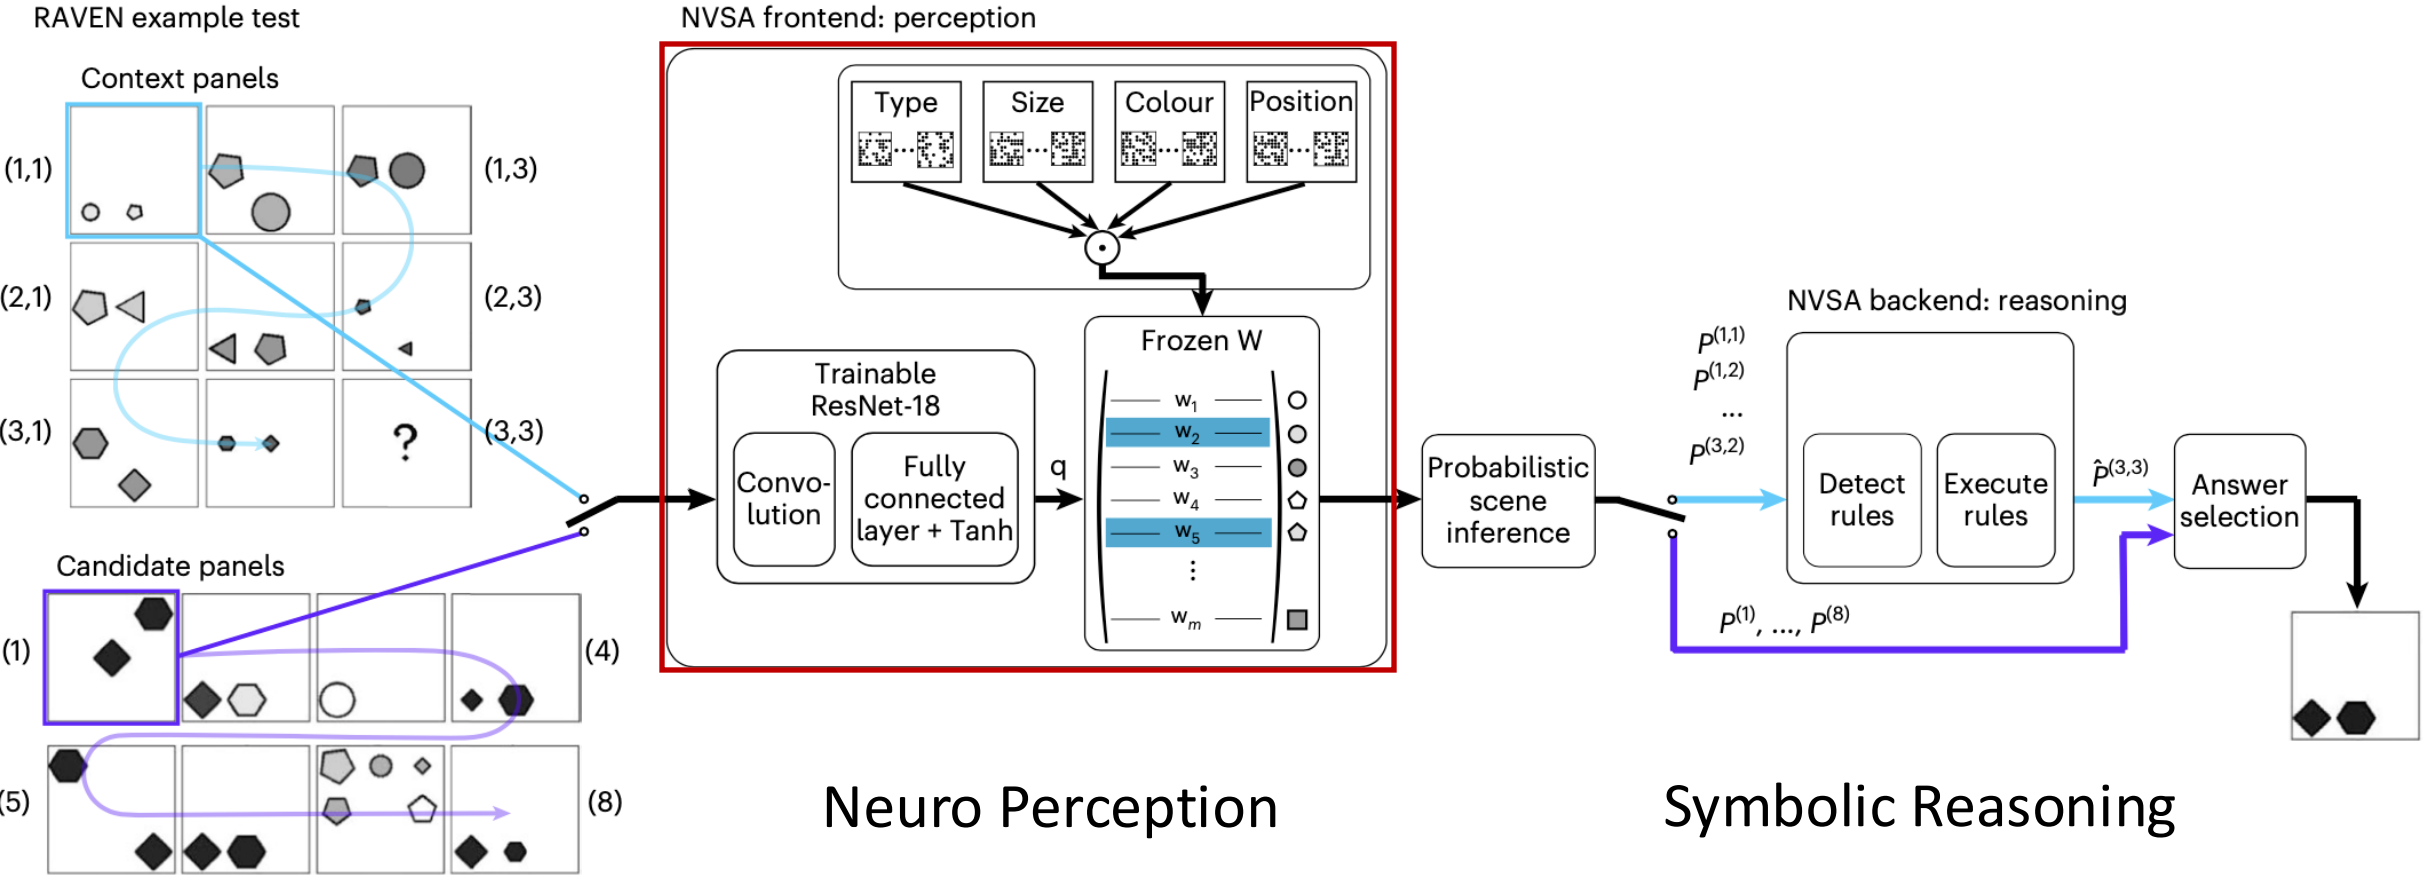 RAVEN example test
Context panels
(1,1)
(1,3)
(2,1)
(2,3)
(3,1)
?
(3,3)
Candidate panels
(1)
(4)
(5)
(8)
NVSA frontend: perception
Type
Size
Colour
Position
...
...
...
...
Trainable
ResNet-18
Convo-
lution
Fully
connected
layer + Tanh
q
Frozen W
w1
w2
w3
w4
w5
⋮
wm
Probabilistic
scene
inference
NVSA backend: reasoning
P(1,1)
P(1,2)
...
P(3,2)
Detect
rules
Execute
rules
P̂(3,3)
Answer
selection
P(1), ..., P(8)
Neuro Perception
Symbolic Reasoning